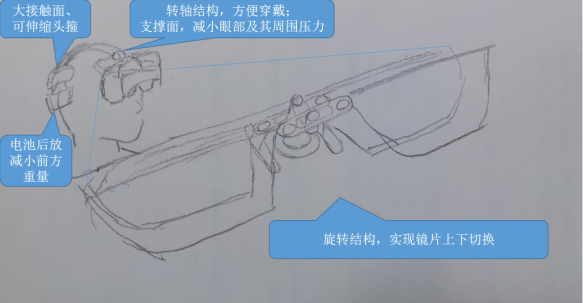 大接触面、
可伸缩头箍
转轴结构，方便穿戴；
支撑面，减小眼部及其周围压力
电池后放
减小前方
重量
旋转结构，实现镜片上下切换